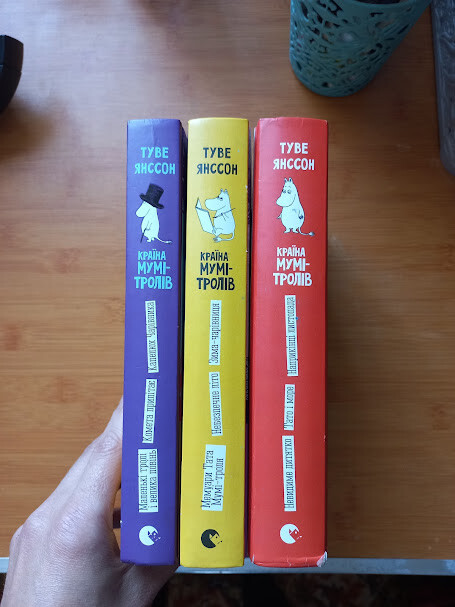 ТУВЕ
ЯНССОН
КРАЇНА
МУМІ-
ТРОЛІВ
Маленькі тролі
і велика повінь
Комета прилітає
Капелюх Чарівника
ТУВЕ
ЯНССОН
КРАЇНА
МУМІ-
ТРОЛІВ
Мемуари Тата
Мумі-троля
Небезпечне літо
Зима-чарівниця
ТУВЕ
ЯНССОН
КРАЇНА
МУМІ-
ТРОЛІВ
Невидиме дитятко
Тато і море
Наприкінці листопада